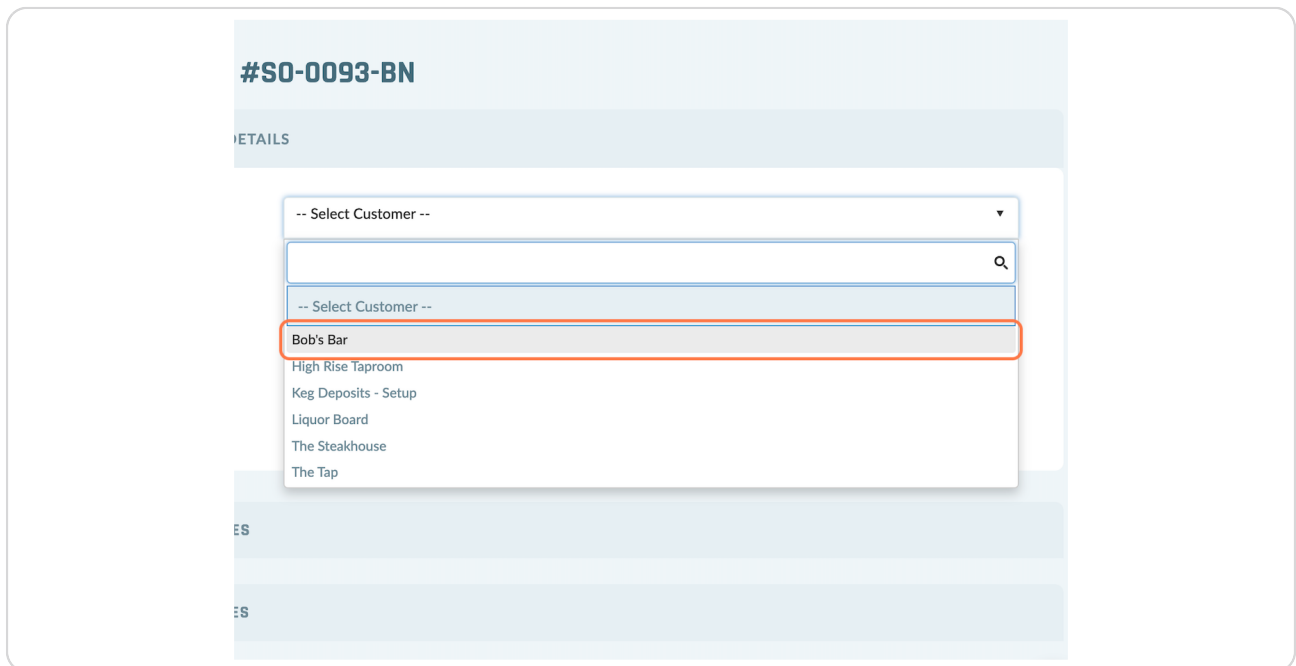 #SO-0093-BN
DETAILS
-- Select Customer --
-- Select Customer --
Bob's Bar
High Rise Taproom
Keg Deposits - Setup
Liquor Board
The Steakhouse
The Tap
ES
ES